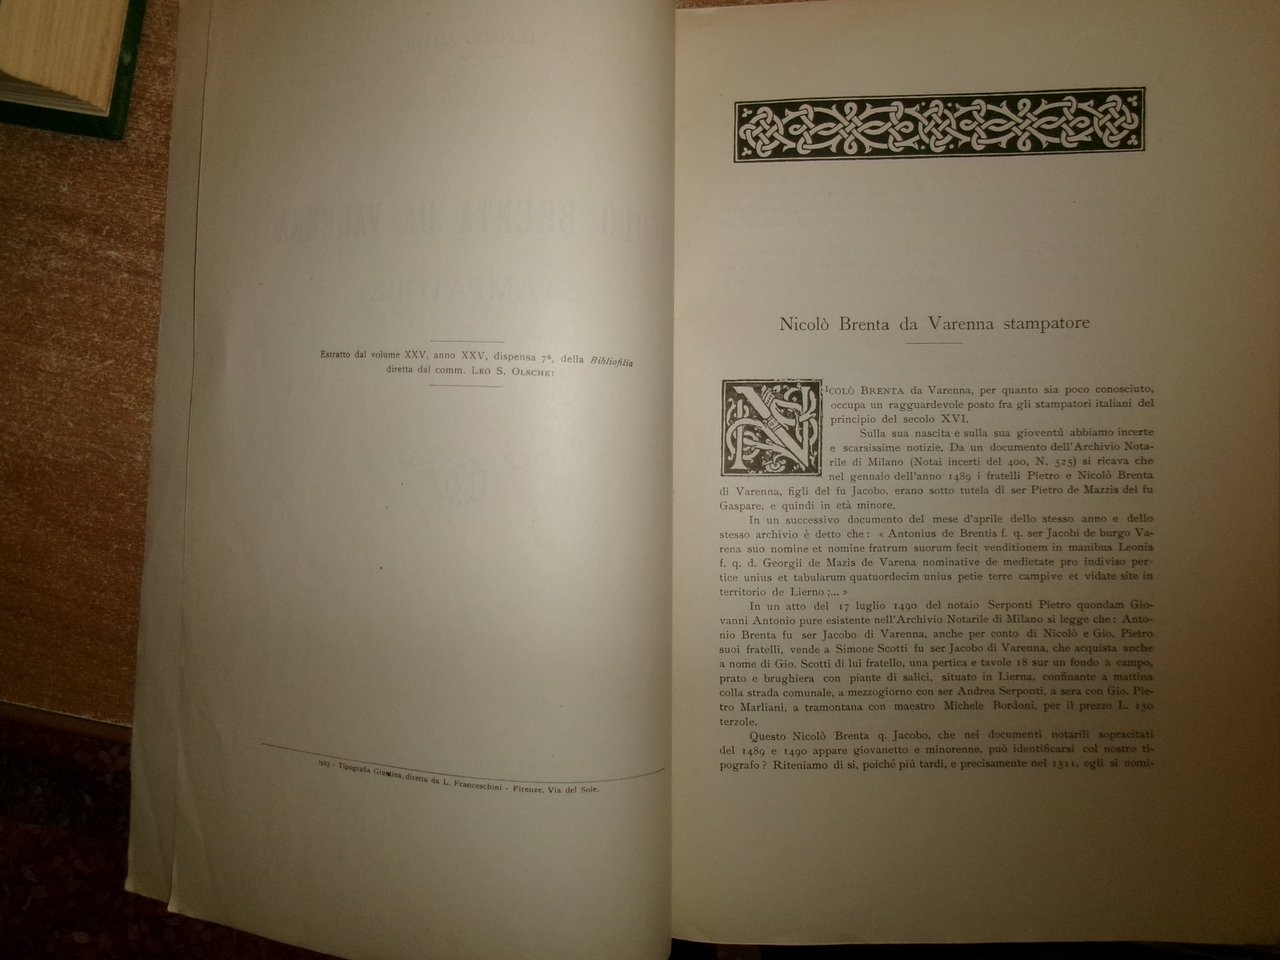 Estratto dal volume XXV, anno XXV, dispensa 7ª, della Bibliofilia
diretta dal comm. LEO S. OLSCHKI
1923 - Tipografia Giuntina, diretta da L. Franceschini - Firenze, Via del Sole.
Nicolò Brenta da Varenna stampatore
NICOLÒ BRENTA da Varenna, per quanto sia poco conosciuto,
occupa un ragguardevole posto fra gli stampatori italiani del
principio del secolo XVI.
Sulla sua nascita e sulla sua gioventú abbiamo incerte
e scarsissime notizie. Da un documento dell'Archivio Nota-
rile di Milano (Notai incerti del 400, N. 525) si ricava che
nel gennaio dell'anno 1489 i fratelli Pietro e Nicolò Brenta
di Varenna, figli del fu Jacobo, erano sotto tutela di ser Pietro de Mazzis del fu
Gaspare, e quindi in età minore.
In un successivo documento del mese d'aprile dello stesso anno e dello
stesso archivio è detto che: « Antonius de Brentis f. q. ser Jacobi de burgo Va-
rena suo nomine et nomine fratrum suorum fecit venditionem in manibus Leonis
f. q. d. Georgii de Mazis de Varena nominative de medietate pro indiviso per-
tice unius et tabularum quatuordecim unius petie terre campive et vidate site in
territorio de Lierno ;... »
In un atto del 17 luglio 1490 del notaio Serponti Pietro quondam Gio-
vanni Antonio pure esistente nell'Archivio Notarile di Milano si legge che: Anto-
nio Brenta fu ser Jacobo di Varenna, anche per conto di Nicolò e Gio. Pietro
suoi fratelli, vende a Simone Scotti fu ser Jacobo di Varenna, che acquista anche
a nome di Gio. Scotti di lui fratello, una pertica e tavole 18 su un fondo a campo,
prato e brughiera con piante di salici, situato in Lierna, confinante a mattina
colla strada comunale, a mezzogiorno con ser Andrea Serponti, a sera con Gio. Pie-
tro Marliani, a tramontana con maestro Michele Bordoni, per il prezzo L. 150
terzole.
Questo Nicolò Brenta q. Jacobo, che nei documenti notarili sopracitati
del 1489 e 1490 appare giovanetto e minorenne, può identificarsi col nostro ti-
pografo? Riteniamo di sí, poiché piú tardi, e precisamente nel 1511, egli si nomi-